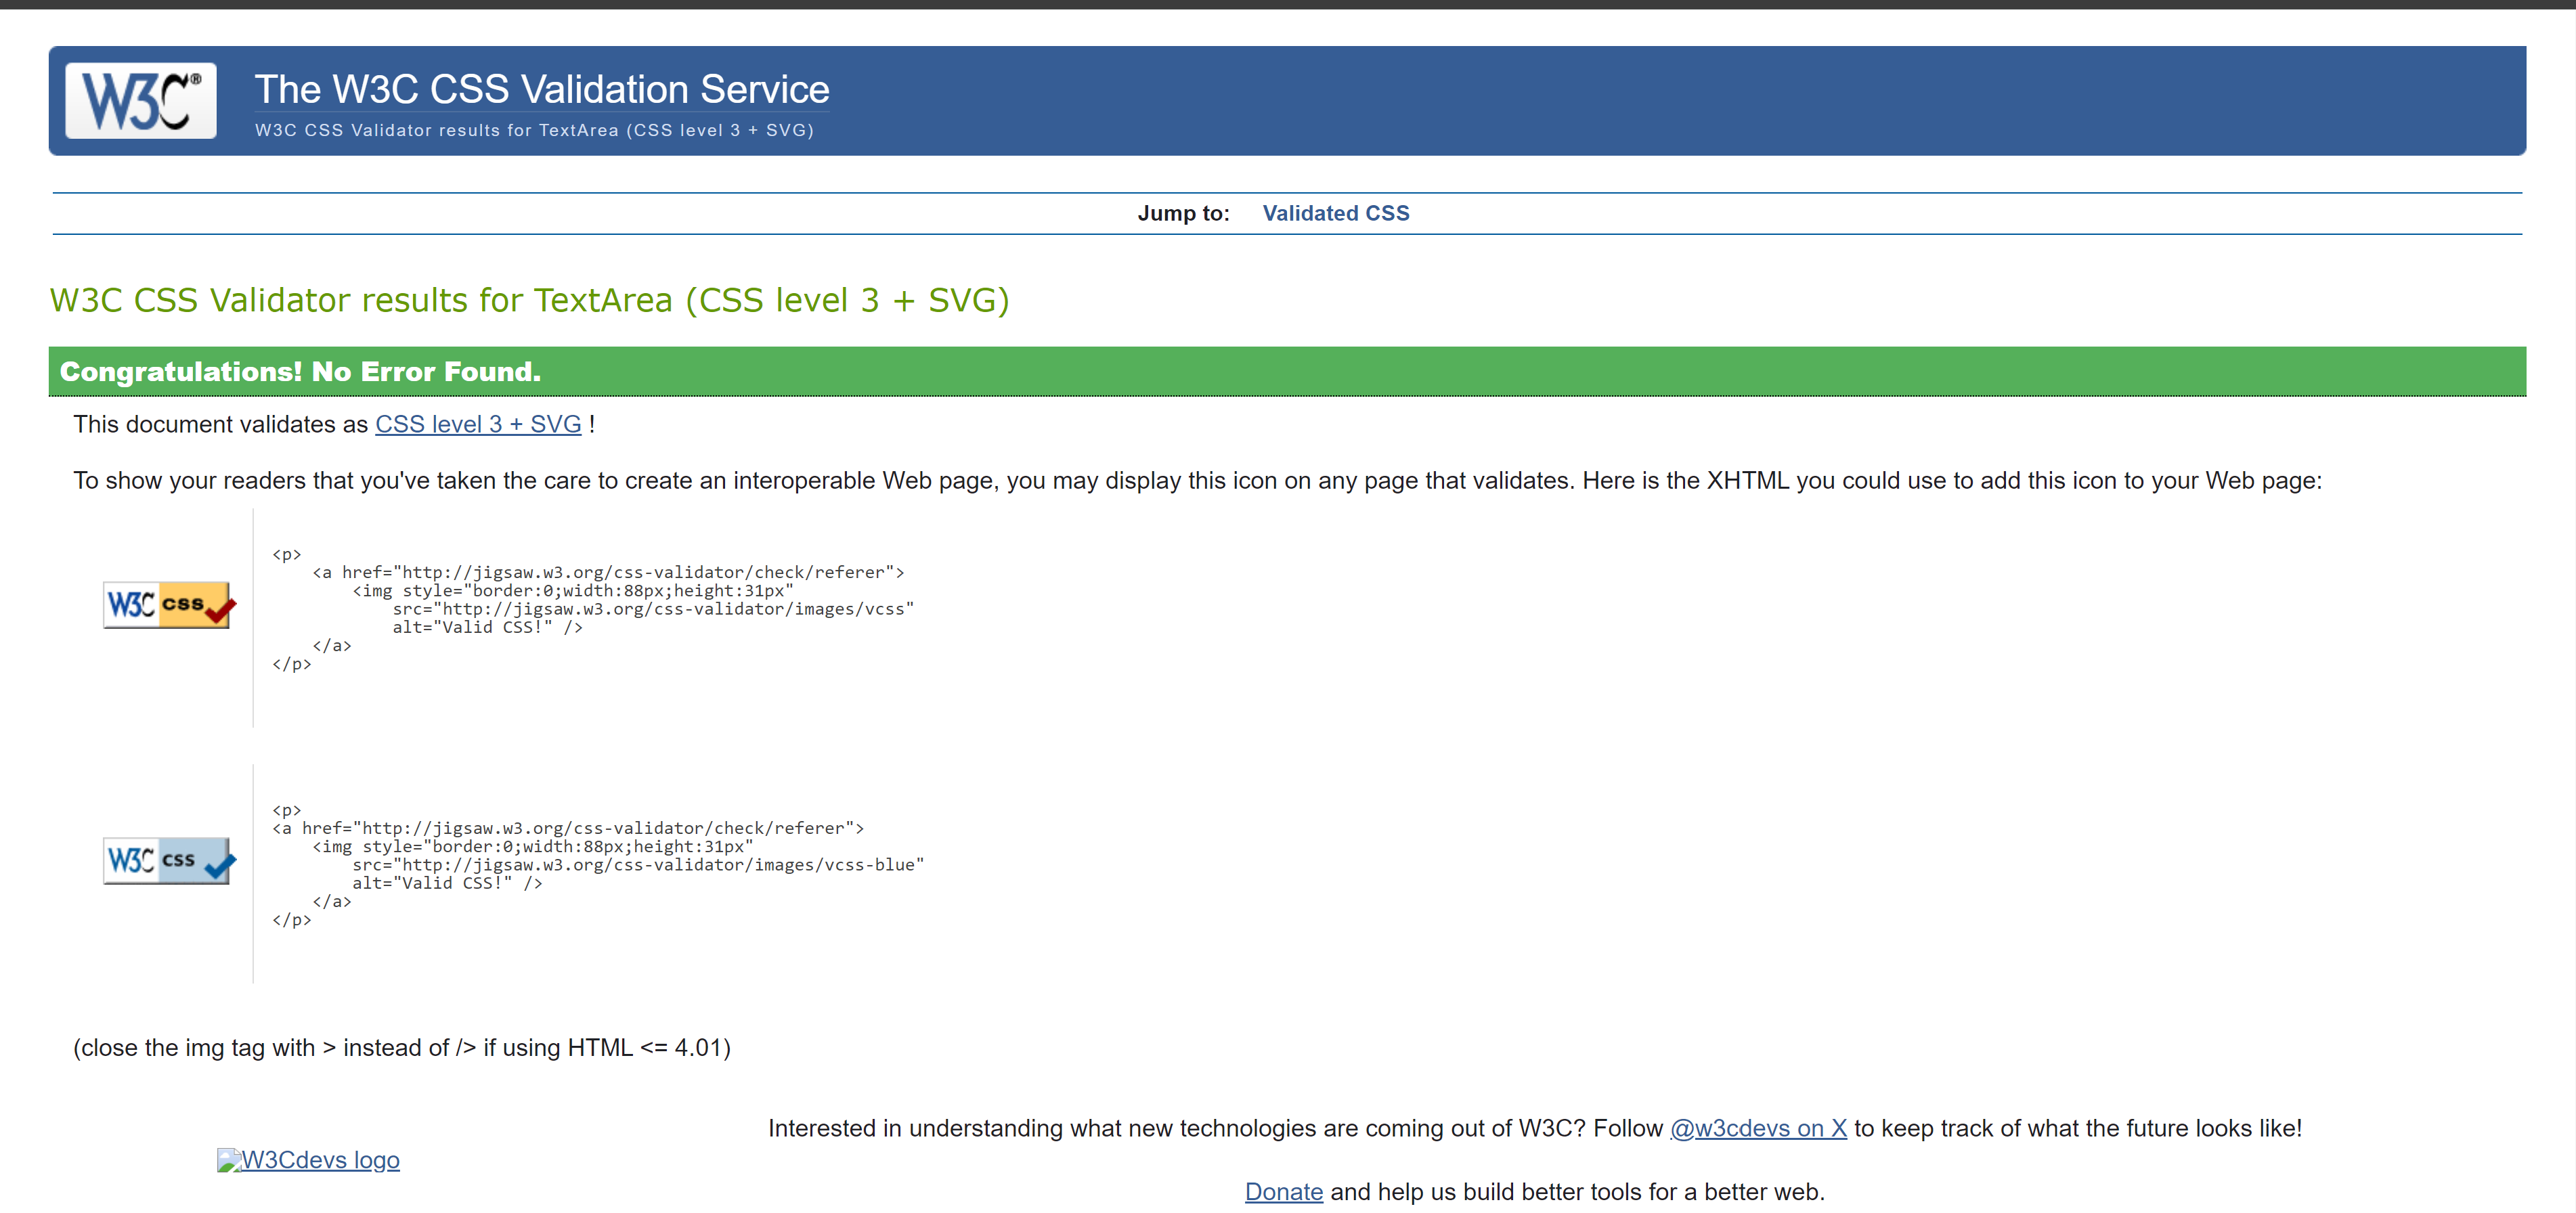 W3C®
The W3C CSS Validation Service
W3C CSS Validator results for TextArea (CSS level 3 + SVG)
Jump to: Validated CSS
W3C CSS Validator results for TextArea (CSS level 3 + SVG)
Congratulations! No Error Found.
This document validates as CSS level 3 + SVG !
To show your readers that you've taken the care to create an interoperable Web page, you may display this icon on any page that validates. Here is the XHTML you could use to add this icon to your Web page:
W3C css
<p>
    <a href="http://jigsaw.w3.org/css-validator/check/referer">
        <img style="border:0;width:88px;height:31px"
            src="http://jigsaw.w3.org/css-validator/images/vcss"
            alt="Valid CSS!" />
    </a>
</p>
W3C css
<p>
<a href="http://jigsaw.w3.org/css-validator/check/referer">
    <img style="border:0;width:88px;height:31px"
        src="http://jigsaw.w3.org/css-validator/images/vcss-blue"
        alt="Valid CSS!" />
    </a>
</p>
(close the img tag with > instead of /> if using HTML <= 4.01)
Interested in understanding what new technologies are coming out of W3C? Follow @w3cdevs on X to keep track of what the future looks like!
W3Cdevs logo
Donate and help us build better tools for a better web.